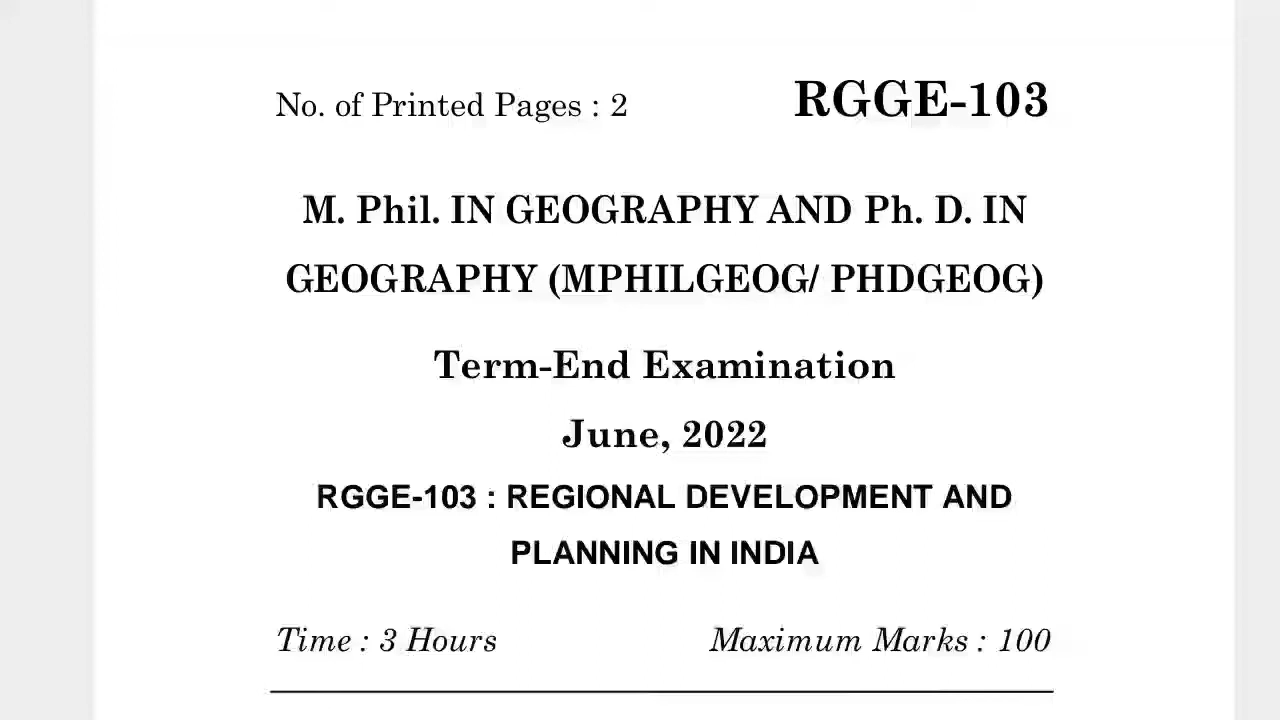 No. of Printed Pages : 2 RGGE-103
M. Phil. IN GEOGRAPHY AND Ph. D. IN
GEOGRAPHY (MPHILGEOG/ PHDGEOG)
Term-End Examination
June, 2022
RGGE-103 : REGIONAL DEVELOPMENT AND
PLANNING IN INDIA
Time : 3 Hours Maximum Marks : 100